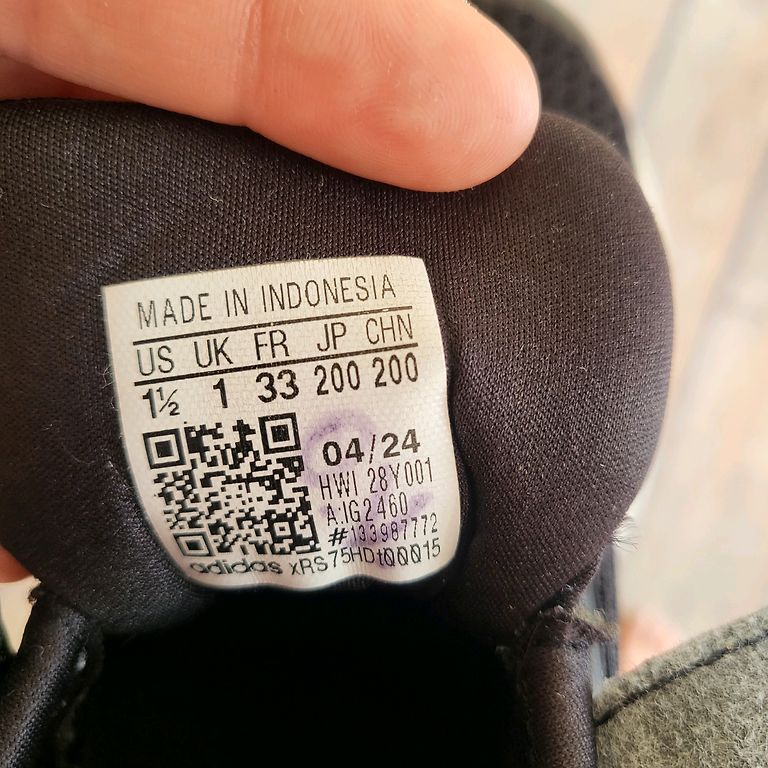 MADE IN INDONESIA
US UK FR JP CHN
1½ 1 33 200 200
04/24
HWI 28Y001
A:IG2460
#133987772
adidas xRS75HDt00015